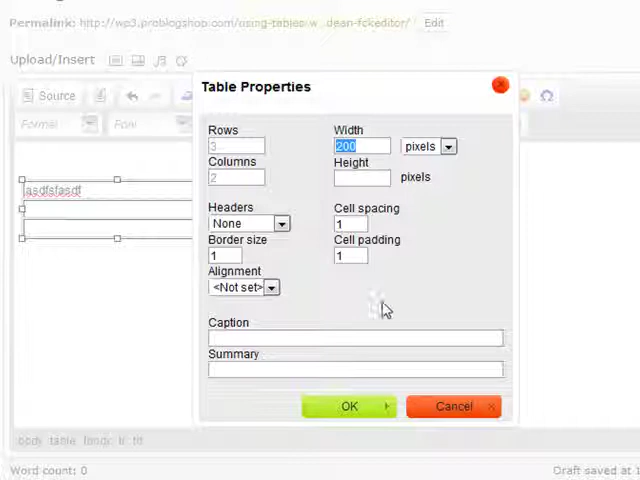 Permalink: http://wp3.problogshop.com/using-tables-w...dean-fckeditor/ Edit
Upload/Insert
Source
Format
Font
Table Properties
Rows
3
Width
200
pixels
Columns
2
Height
pixels
Headers
None
Cell spacing
1
Border size
1
Cell padding
1
Alignment
<Not set>
Caption
Summary
OK
Cancel
asdfsfasdf
body table tbody tr td
Word count: 0
Draft saved at 1